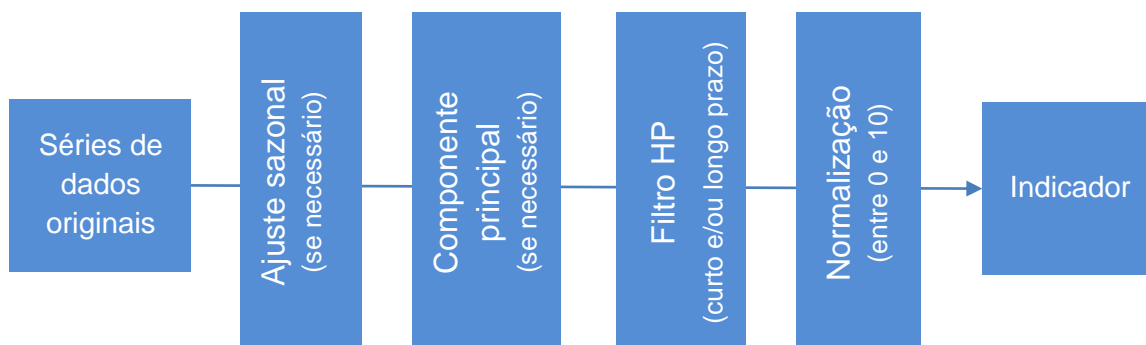 Séries de
dados
originais
Ajuste sazonal
(se necessário)
Componente
principal
(se necessário)
Filtro HP
(curto e/ou longo prazo)
Normalização
(entre 0 e 10)
Indicador